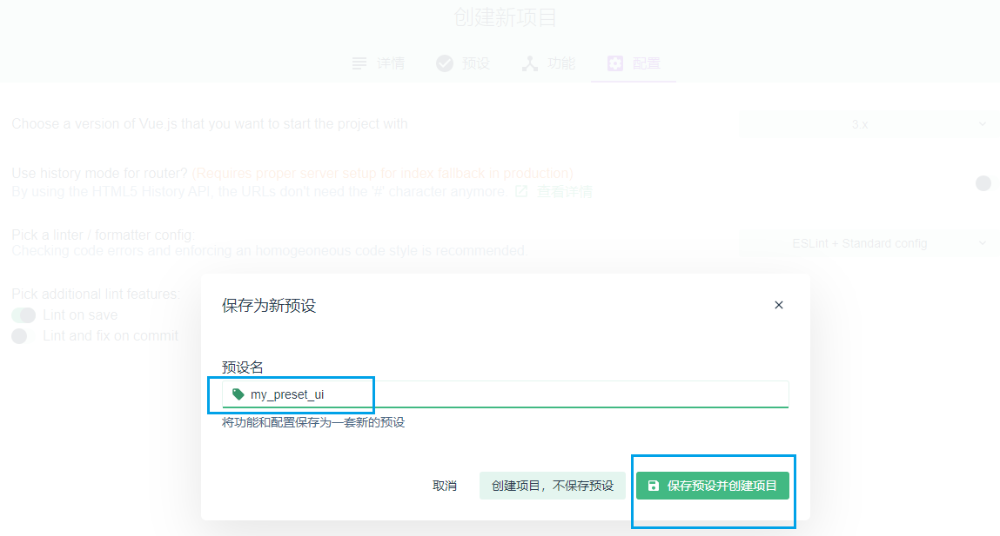 创建新项目
详情 预设 功能 配置
Choose a version of Vue.js that you want to start the project with
3.x
Use history mode for router? (Requires proper server setup for index fallback in production)
By using the HTML5 History API, the URLs don't need the '#' character anymore. 查看详情
Pick a linter / formatter config:
Checking code errors and enforcing an homogeoneous code style is recommended.
ESLint + Standard config
Pick additional lint features:
Lint on save
Lint and fix on commit
保存为新预设
预设名
my_preset_ui
将功能和配置保存为一套新的预设
取消 创建项目，不保存预设 保存预设并创建项目